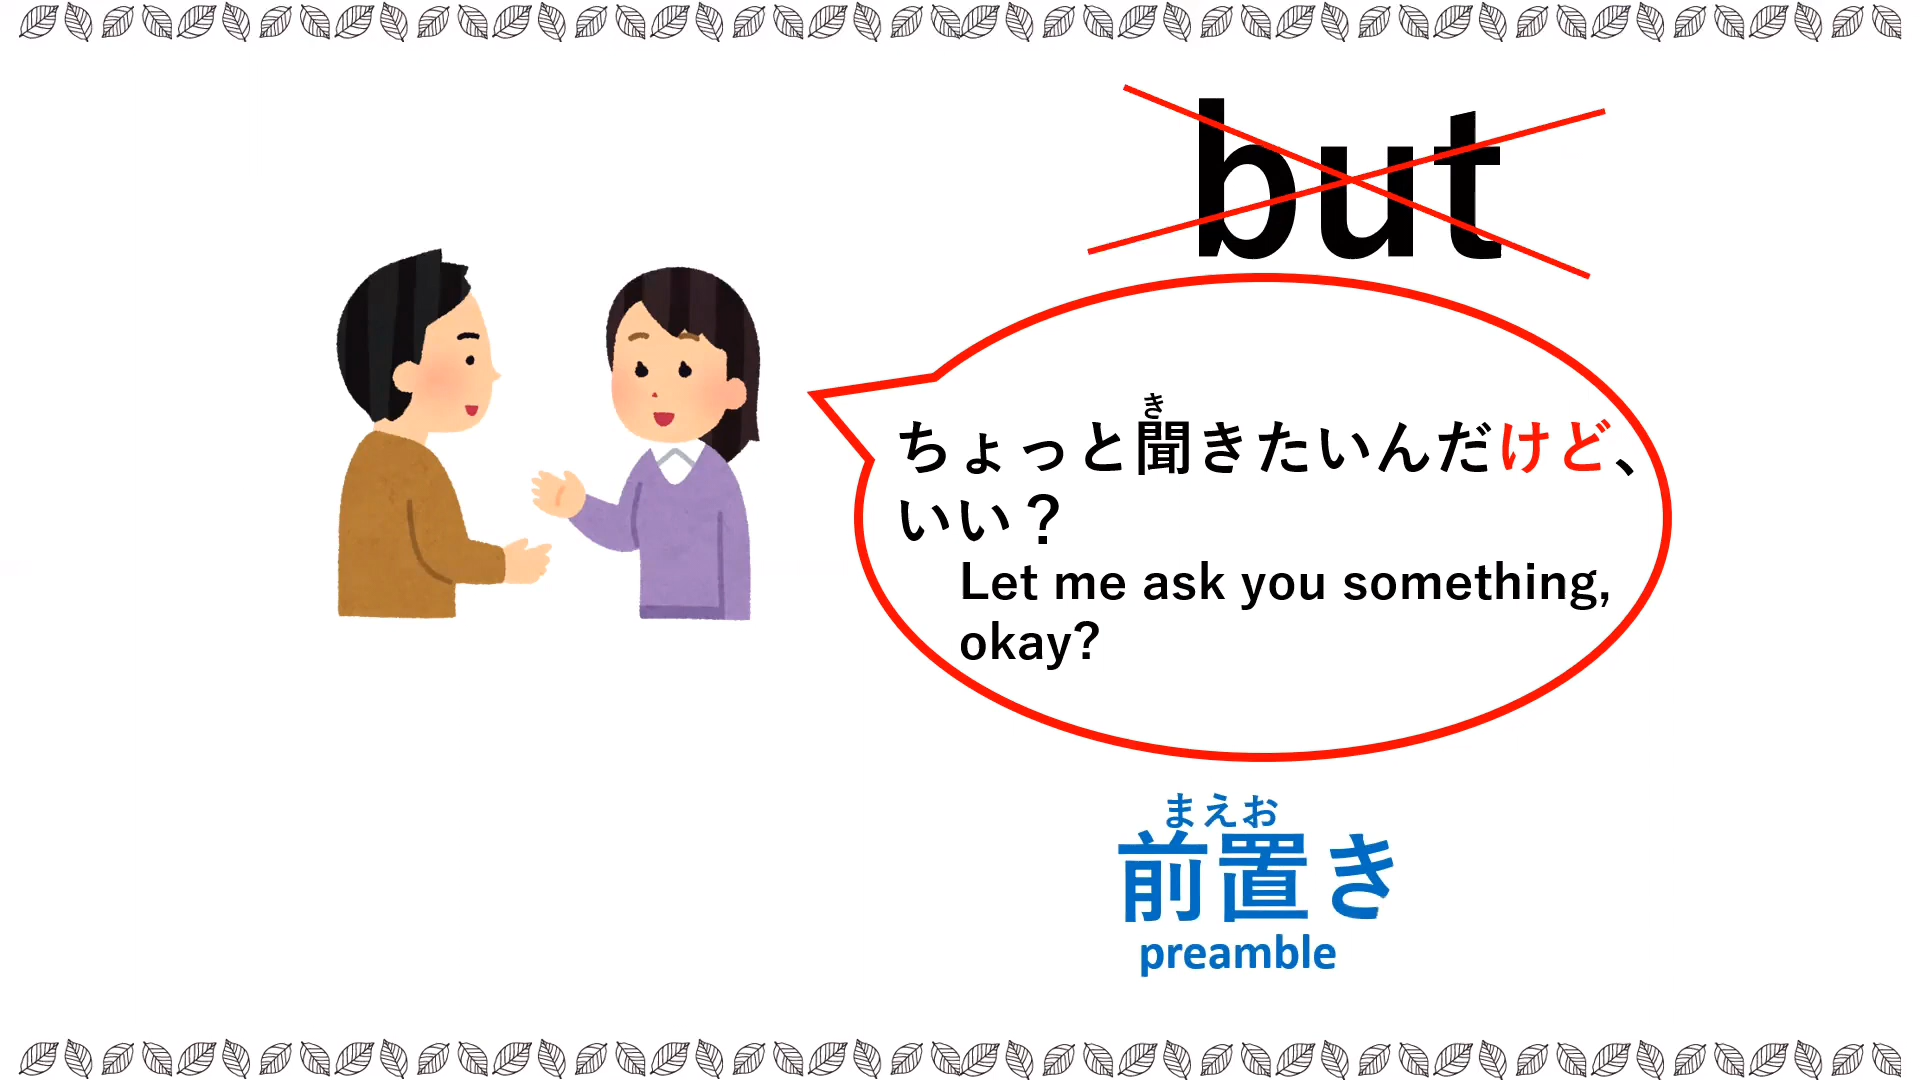 but
き
ちょっと聞きたいんだけど、
いい？
Let me ask you something,
okay?
まえお
前置き
preamble